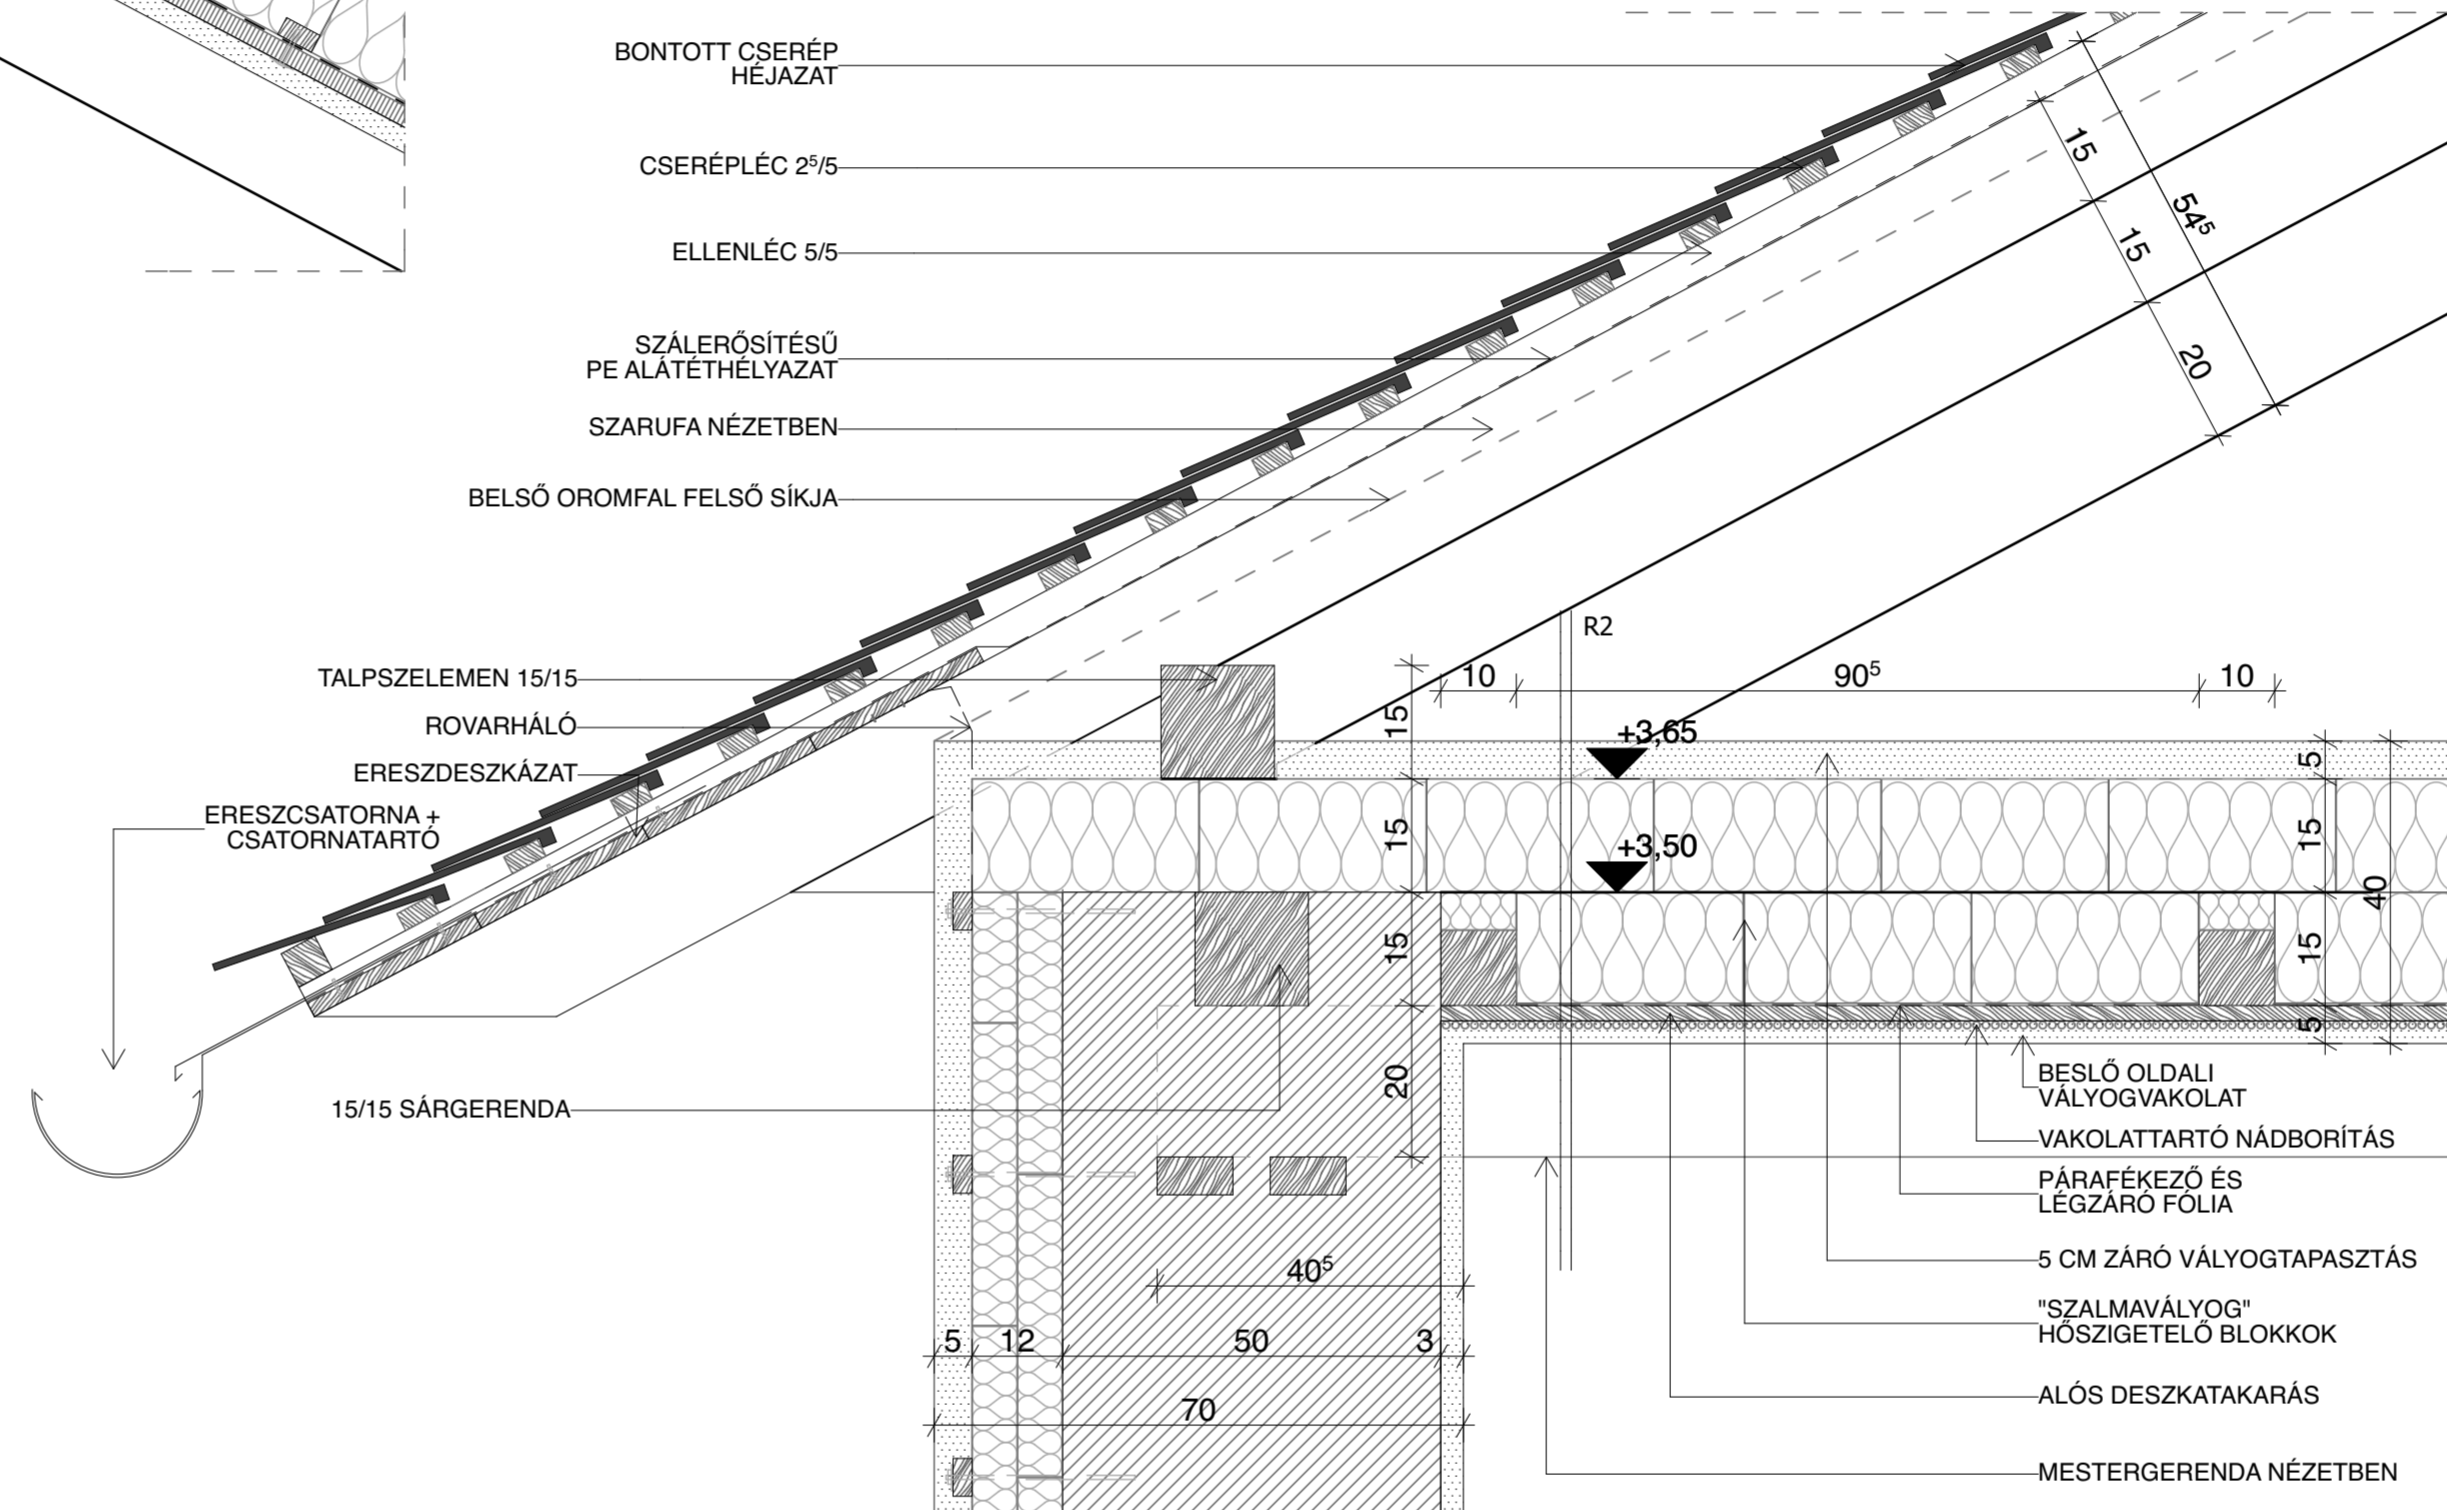 BONTOTT CSERÉP
HÉJAZAT
CSERÉPLÉC 2⁵/5
ELLENLÉC 5/5
SZÁLERŐSÍTÉSŰ
PE ALÁTÉTHÉLYAZAT
SZARUFA NÉZETBEN
BELSŐ OROMFAL FELSŐ SÍKJA
15
15
20
54⁵
TALPSZELEMEN 15/15
ROVARHÁLÓ
ERESZDESZKÁZAT
ERESZCSATORNA +
CSATORNATARTÓ
15/15 SÁRGERENDA
R2
10
90⁵
10
+3,65
+3,50
15
15
15
20
5
15
15
5
40
40⁵
5
12
50
3
70
BESLŐ OLDALI
VÁLYOGVAKOLAT
VAKOLATTARTÓ NÁDBORÍTÁS
PÁRAFÉKEZŐ ÉS
LÉGZÁRÓ FÓLIA
5 CM ZÁRÓ VÁLYOGTAPASZTÁS
"SZALMAVÁLYOG"
HŐSZIGETELŐ BLOKKOK
ALÓS DESZKATAKARÁS
MESTERGERENDA NÉZETBEN